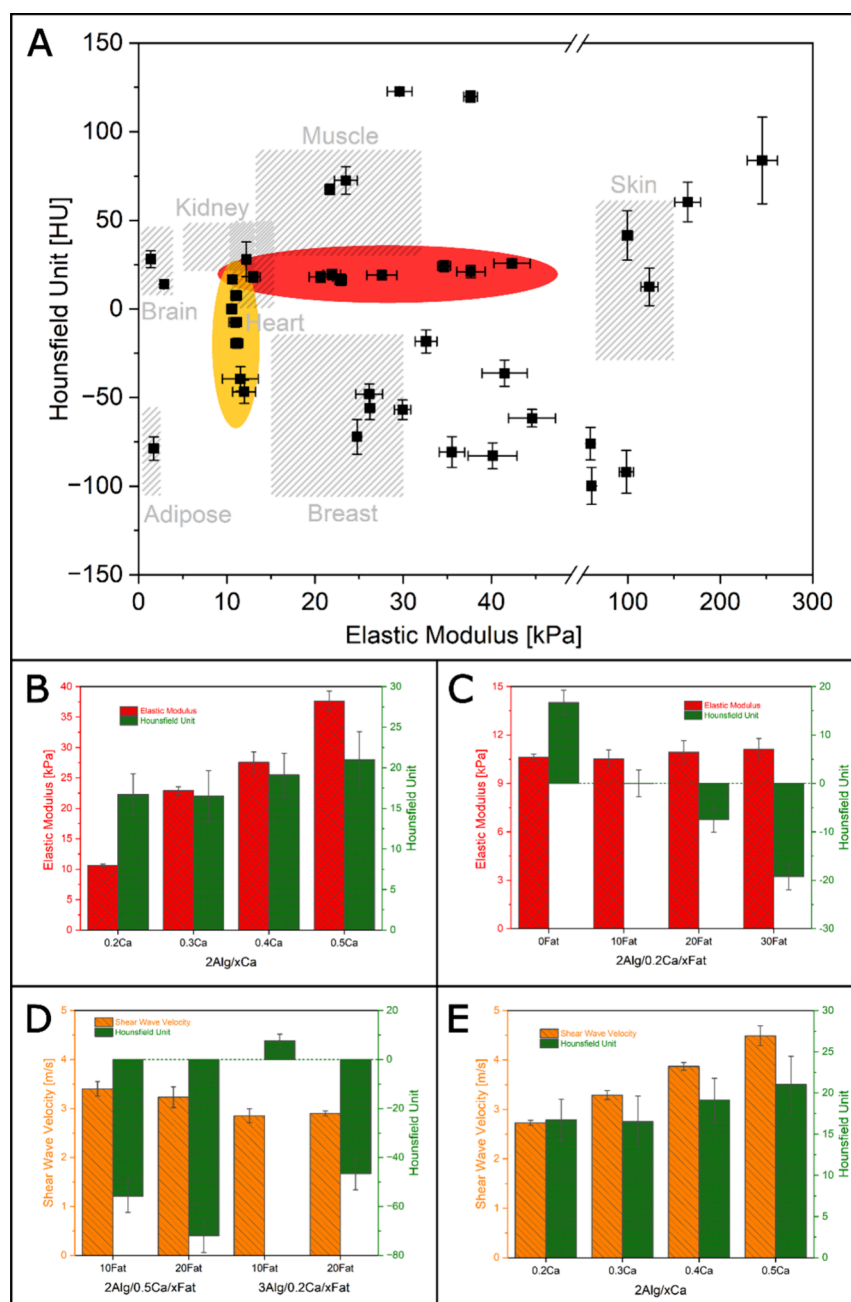 A
150
100
50
0
−50
−100
−150
Hounsfield Unit [HU]
Muscle
Kidney
Skin
Brain
Heart
Adipose
Breast
0 10 20 30 40 100 200 300
Elastic Modulus [kPa]
B
40
35
30
25
20
15
10
5
0
Elastic Modulus [kPa]
Elastic Modulus
Hounsfield Unit
30
25
20
15
10
5
0
Hounsfield Unit
0.2Ca 0.3Ca 0.4Ca 0.5Ca
2Alg/xCa
C
15
12
9
6
3
0
Elastic Modulus [kPa]
Elastic Modulus
Hounsfield Unit
20
10
0
-10
-20
-30
Hounsfield Unit
0Fat 10Fat 20Fat 30Fat
2Alg/0.2Ca/xFat
D
5
4
3
2
1
0
Shear Wave Velocity [m/s]
Shear Wave Velocity
Hounsfield Unit
20
0
-20
-40
-60
-80
Hounsfield Unit
10Fat 20Fat 10Fat 20Fat
2Alg/0.5Ca/xFat 3Alg/0.2Ca/xFat
E
5
4
3
2
1
0
Shear Wave Velocity [m/s]
Shear Wave Velocity
Hounsfield Unit
30
25
20
15
10
5
0
Hounsfield Unit
0.2Ca 0.3Ca 0.4Ca 0.5Ca
2Alg/xCa